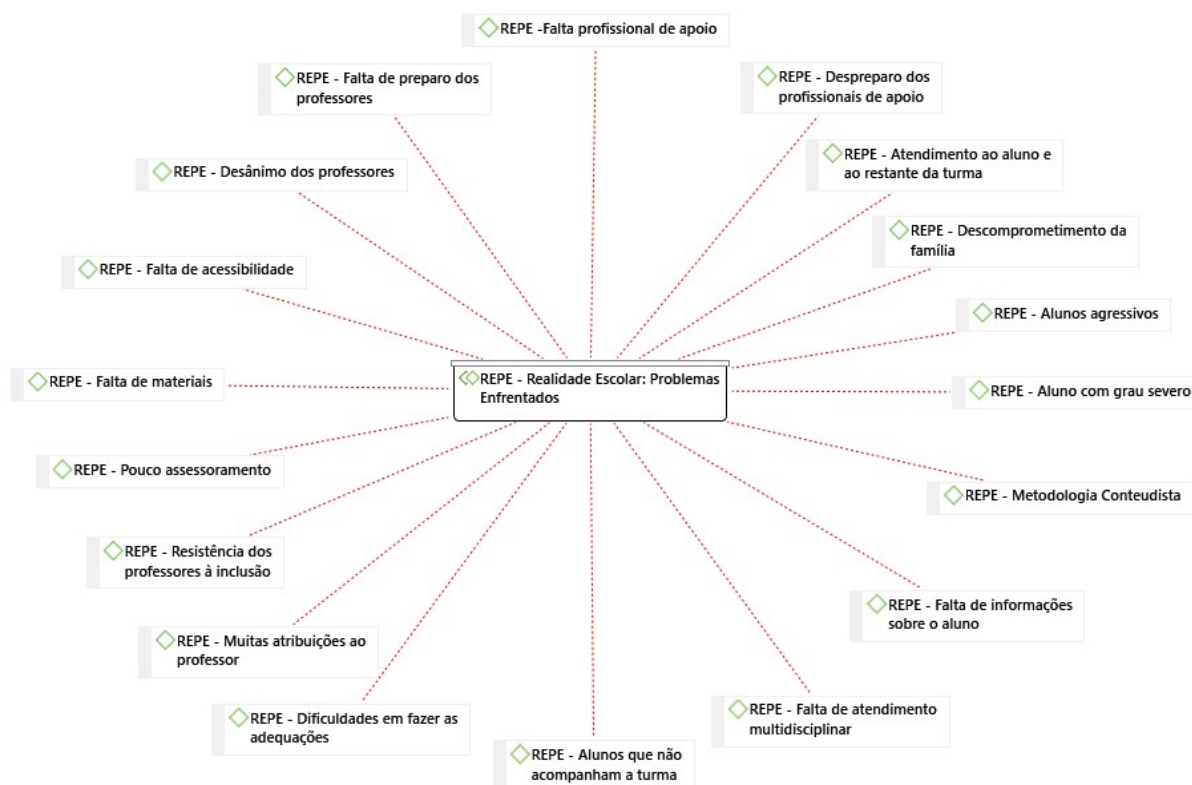 REPE -Falta profissional de apoio
REPE - Falta de preparo dos
professores
REPE - Despreparo dos
profissionais de apoio
REPE - Desânimo dos professores
REPE - Atendimento ao aluno e
ao restante da turma
REPE - Falta de acessibilidade
REPE - Descomprometimento da
família
REPE - Alunos agressivos
REPE - Falta de materiais
REPE - Realidade Escolar: Problemas
Enfrentados
REPE - Aluno com grau severo
REPE - Pouco assessoramento
REPE - Metodologia Conteudista
REPE - Resistência dos
professores à inclusão
REPE - Falta de informações
sobre o aluno
REPE - Muitas atribuições ao
professor
REPE - Dificuldades em fazer as
adequações
REPE - Falta de atendimento
multidisciplinar
REPE - Alunos que não
acompanham a turma